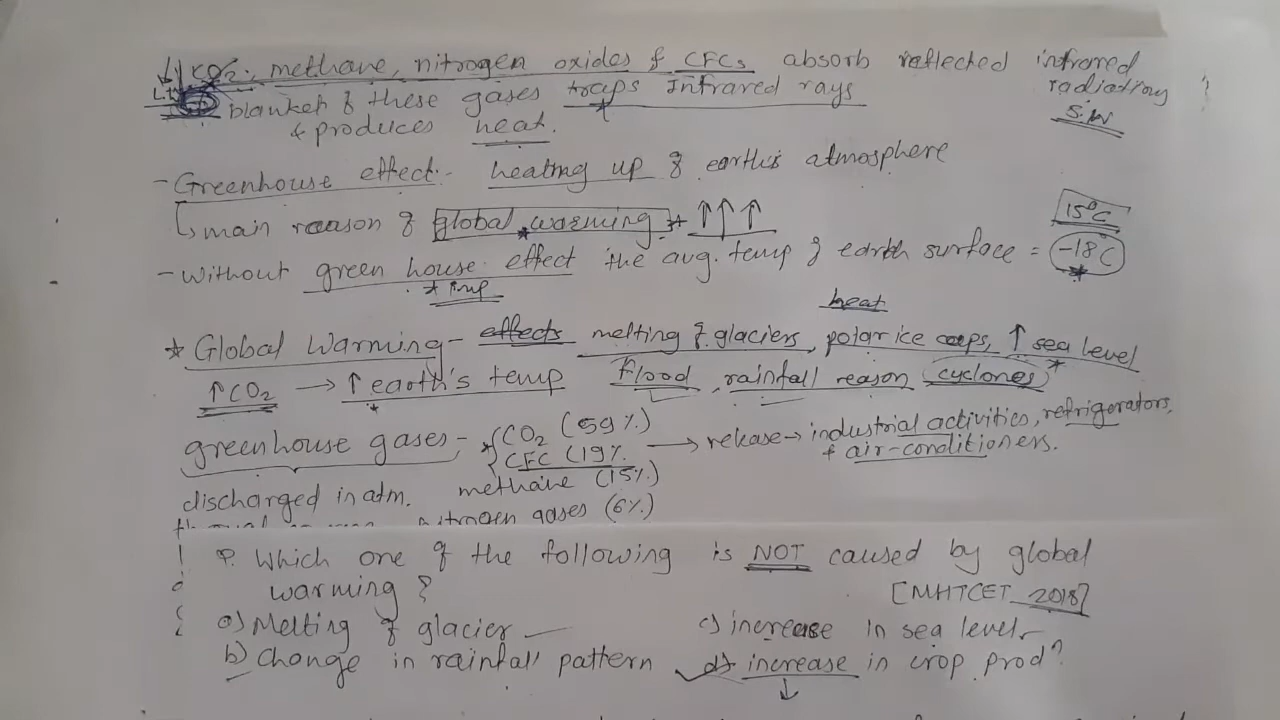 CO2, methane, nitrogen oxides & CFCs absorb reflected infrared radiations
blanket of these gases traps Infrared rays
& produces heat.
S.W
- Greenhouse effect - heating up of earth's atmosphere
main reason of global warming * ↑↑↑
15°C
- without green house effect the avg. temp of earth surface = -18°C
* Imp
heat
* Global Warming - effects melting of glaciers, polar ice caps, ↑ sea level
↑CO2 → ↑ earth's temp flood, rainfall reason cyclones
greenhouse gases - CO2 (59%)
CFC (19%. → release → industrial activities, refrigerators,
& air-conditioners.
discharged in atm. methane (15%)
nitrogen gases (6%)
Q. Which one of the following is NOT caused by global
warming?
[MHTCET 2018]
a) Melting of glacier
c) increase in sea level
b) Change in rainfall pattern
d) increase in crop prod?
↓